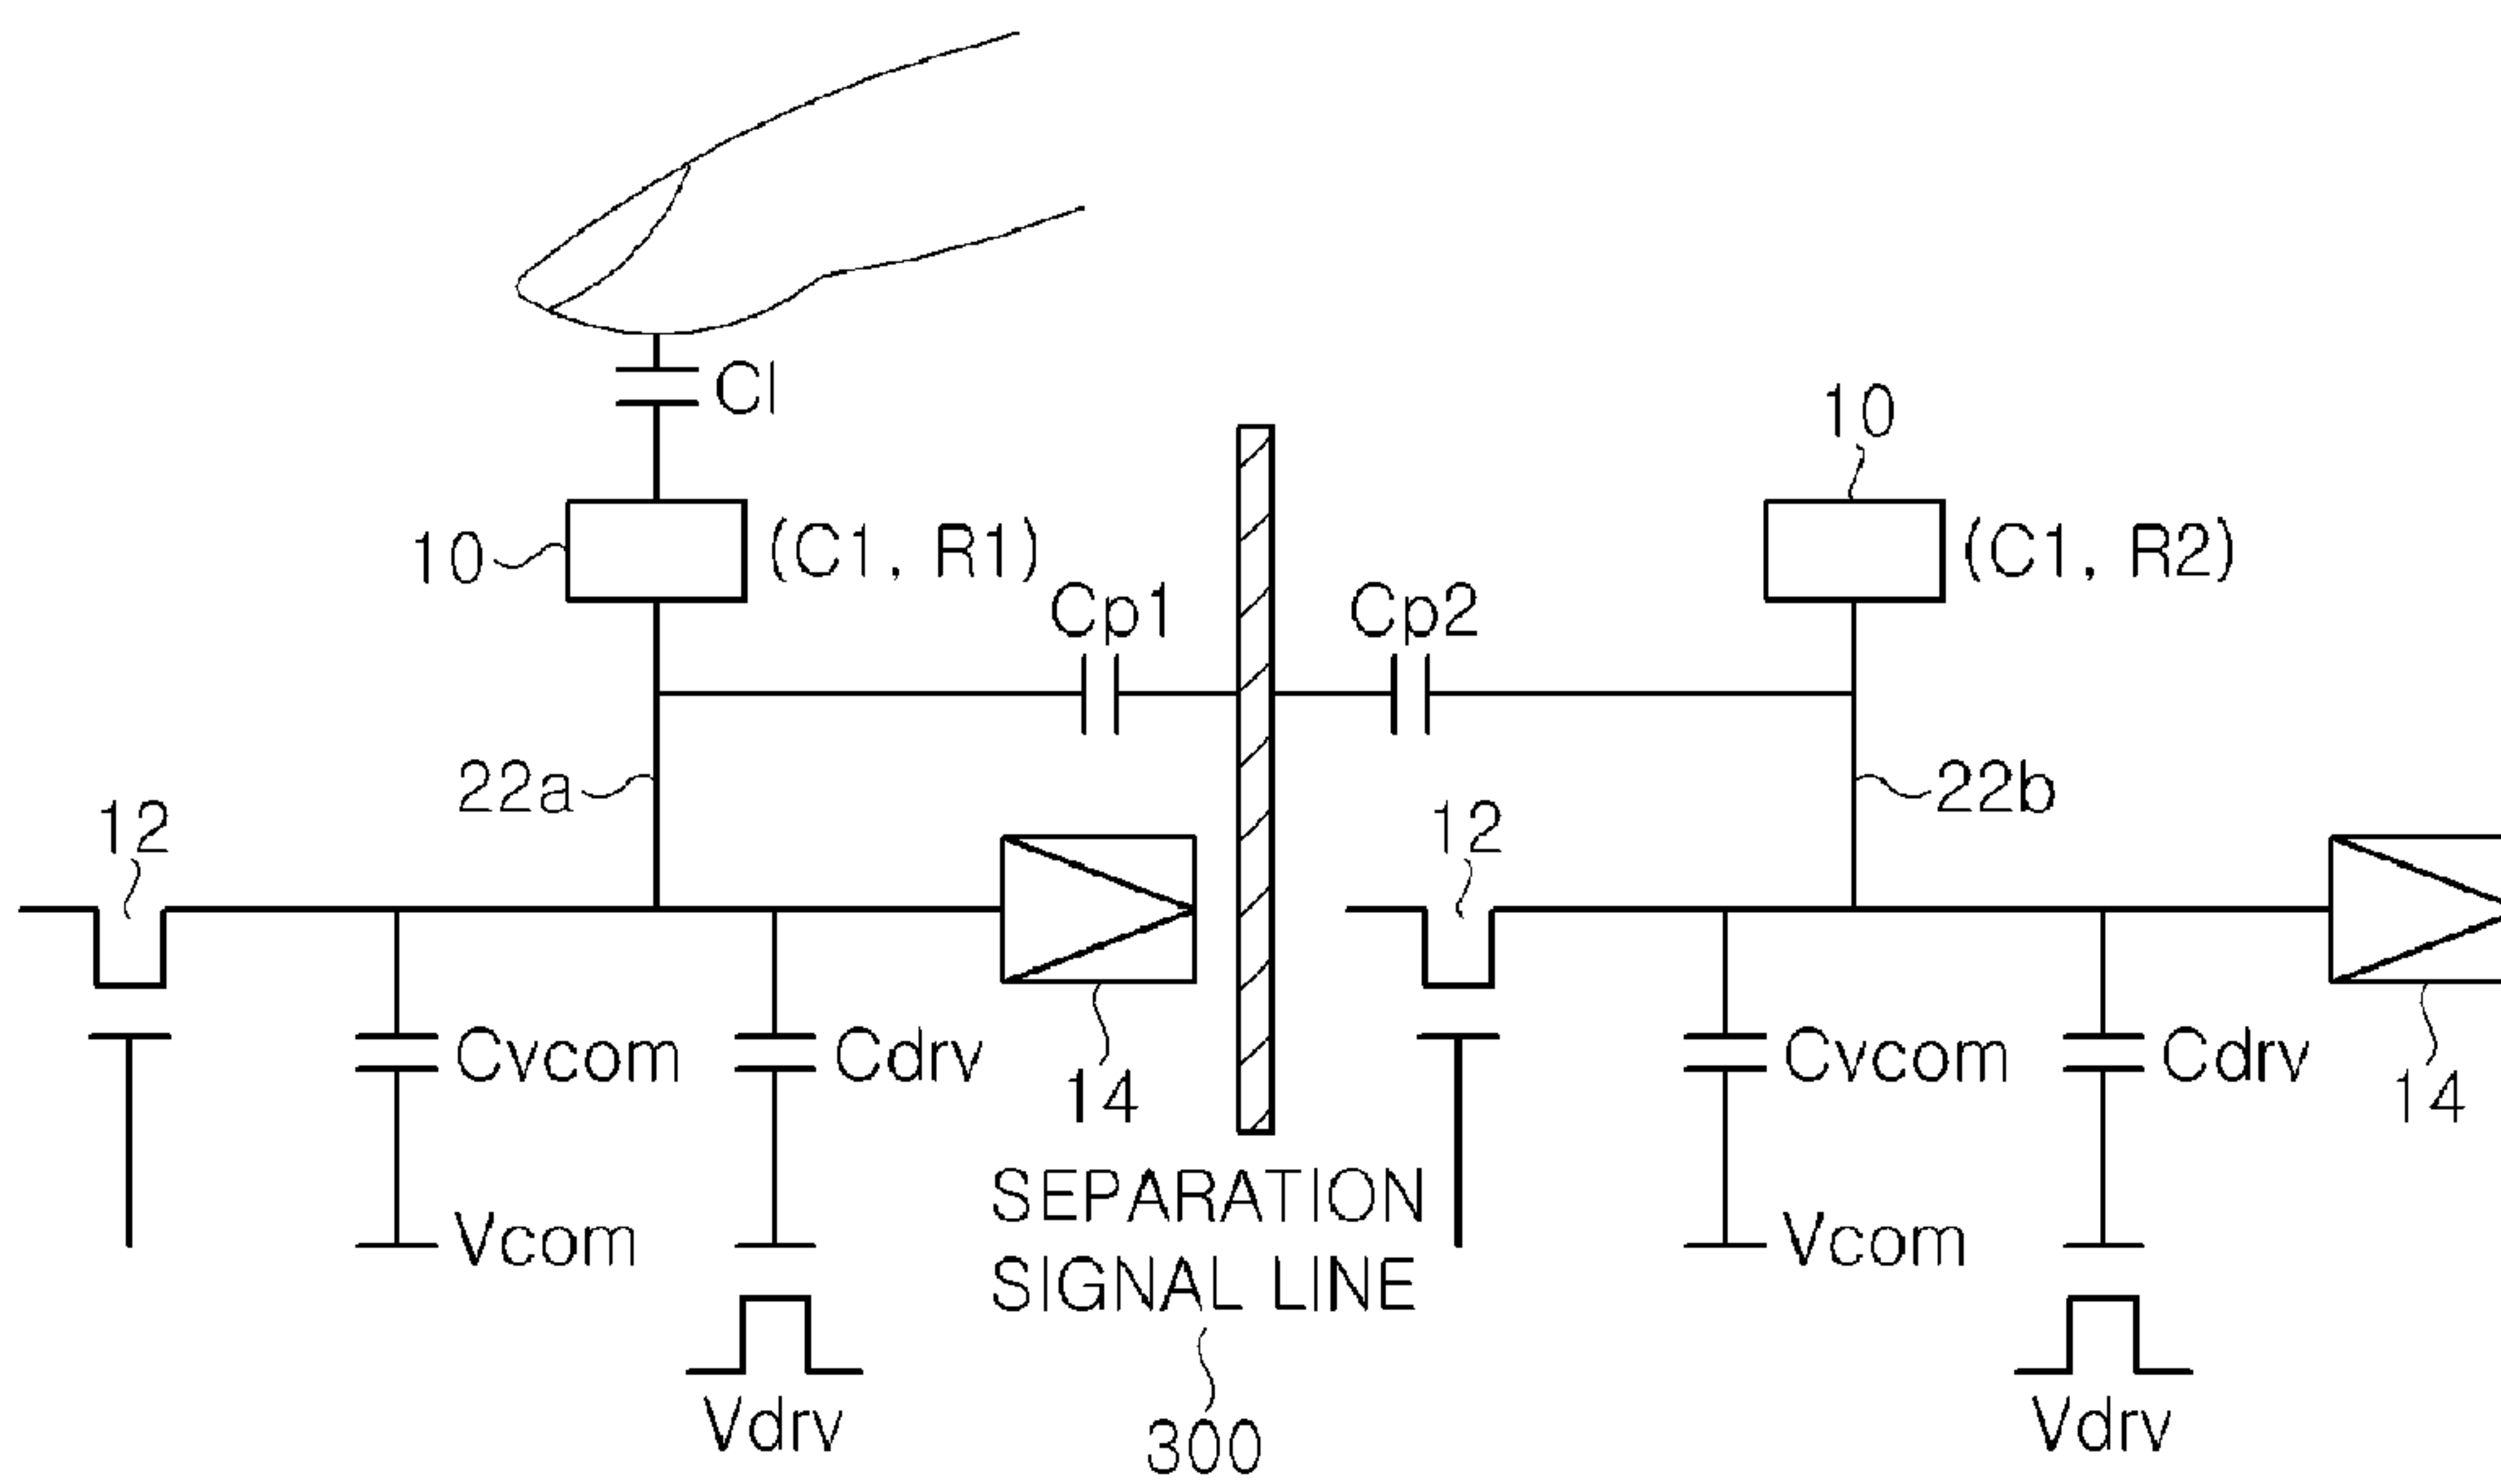 Cl
10
10
(C1, R1)
(C1, R2)
Cp1
Cp2
22a
22b
12
12
Cvcom
Cdrv
14
Cvcom
Cdrv
14
SEPARATION
SIGNAL LINE
Vcom
Vcom
Vdrv
300
Vdrv